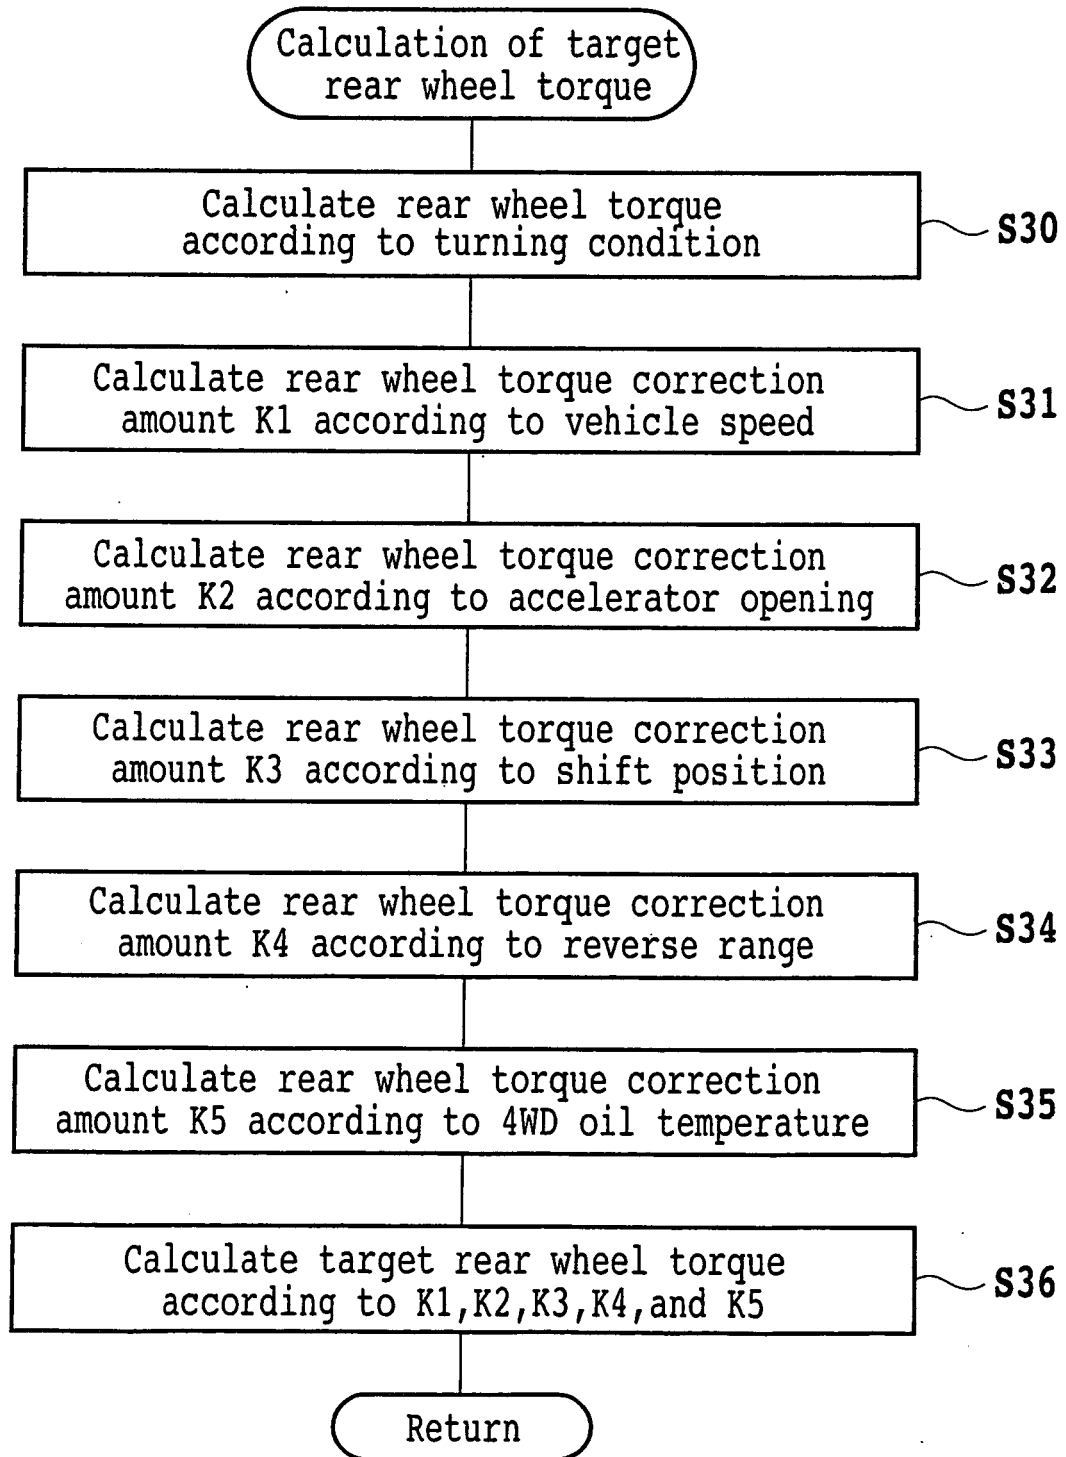 Calculation of target
rear wheel torque
Calculate rear wheel torque
according to turning condition
S30
Calculate rear wheel torque correction
amount K1 according to vehicle speed
S31
Calculate rear wheel torque correction
amount K2 according to accelerator opening
S32
Calculate rear wheel torque correction
amount K3 according to shift position
S33
Calculate rear wheel torque correction
amount K4 according to reverse range
S34
Calculate rear wheel torque correction
amount K5 according to 4WD oil temperature
S35
Calculate target rear wheel torque
according to K1,K2,K3,K4,and K5
S36
Return